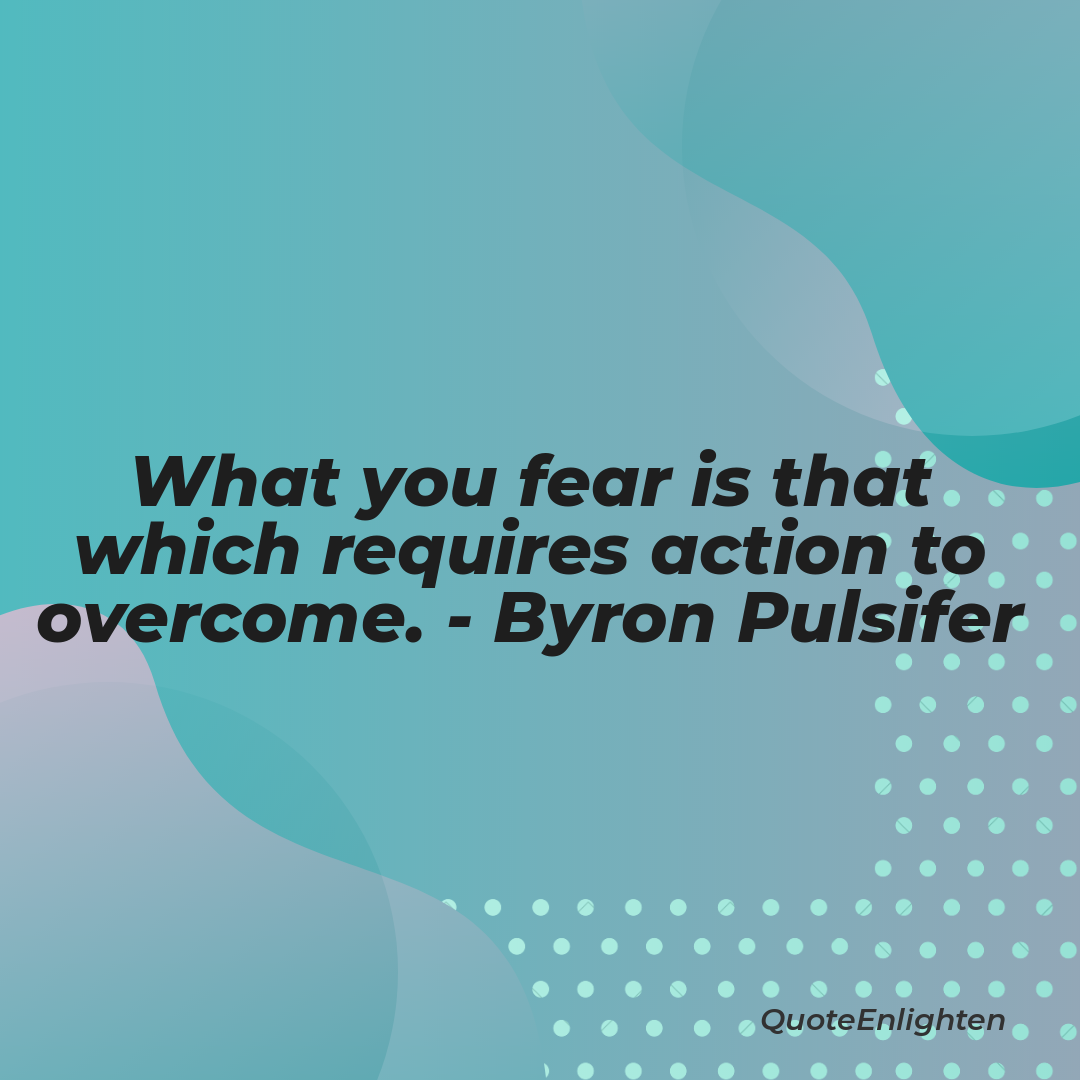 What you fear is that
which requires action to
overcome. - Byron Pulsifer
QuoteEnlighten